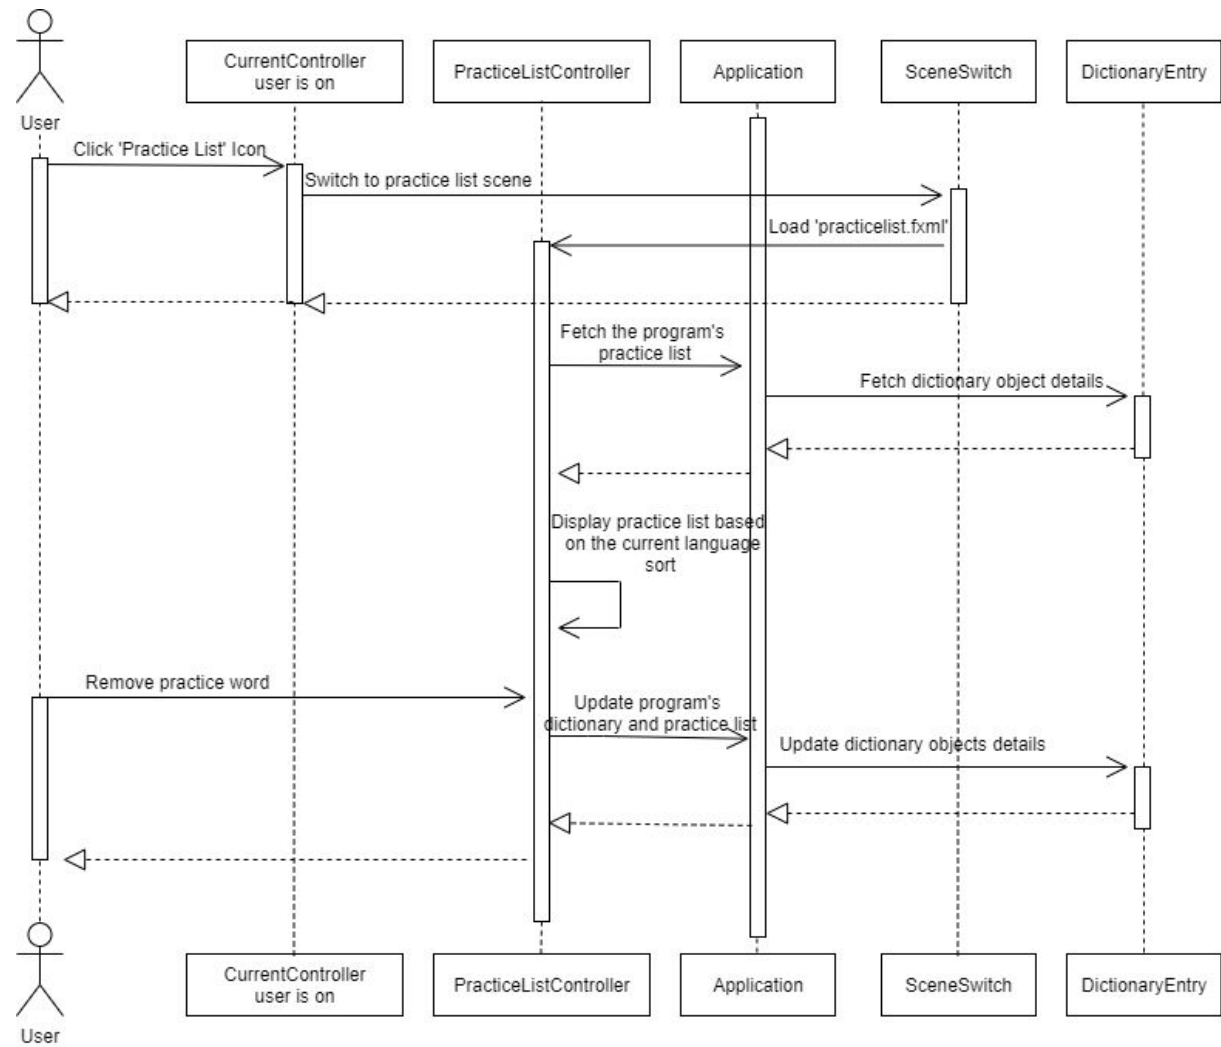 CurrentController
user is on
PracticeListController
Application
SceneSwitch
DictionaryEntry
User
Click 'Practice List' Icon
Switch to practice list scene
Load 'practicelist.fxml'
Fetch the program's
practice list
Fetch dictionary object details
Display practice list based
on the current language
sort
Remove practice word
Update program's
dictionary and practice list
Update dictionary objects details
CurrentController
user is on
PracticeListController
Application
SceneSwitch
DictionaryEntry
User